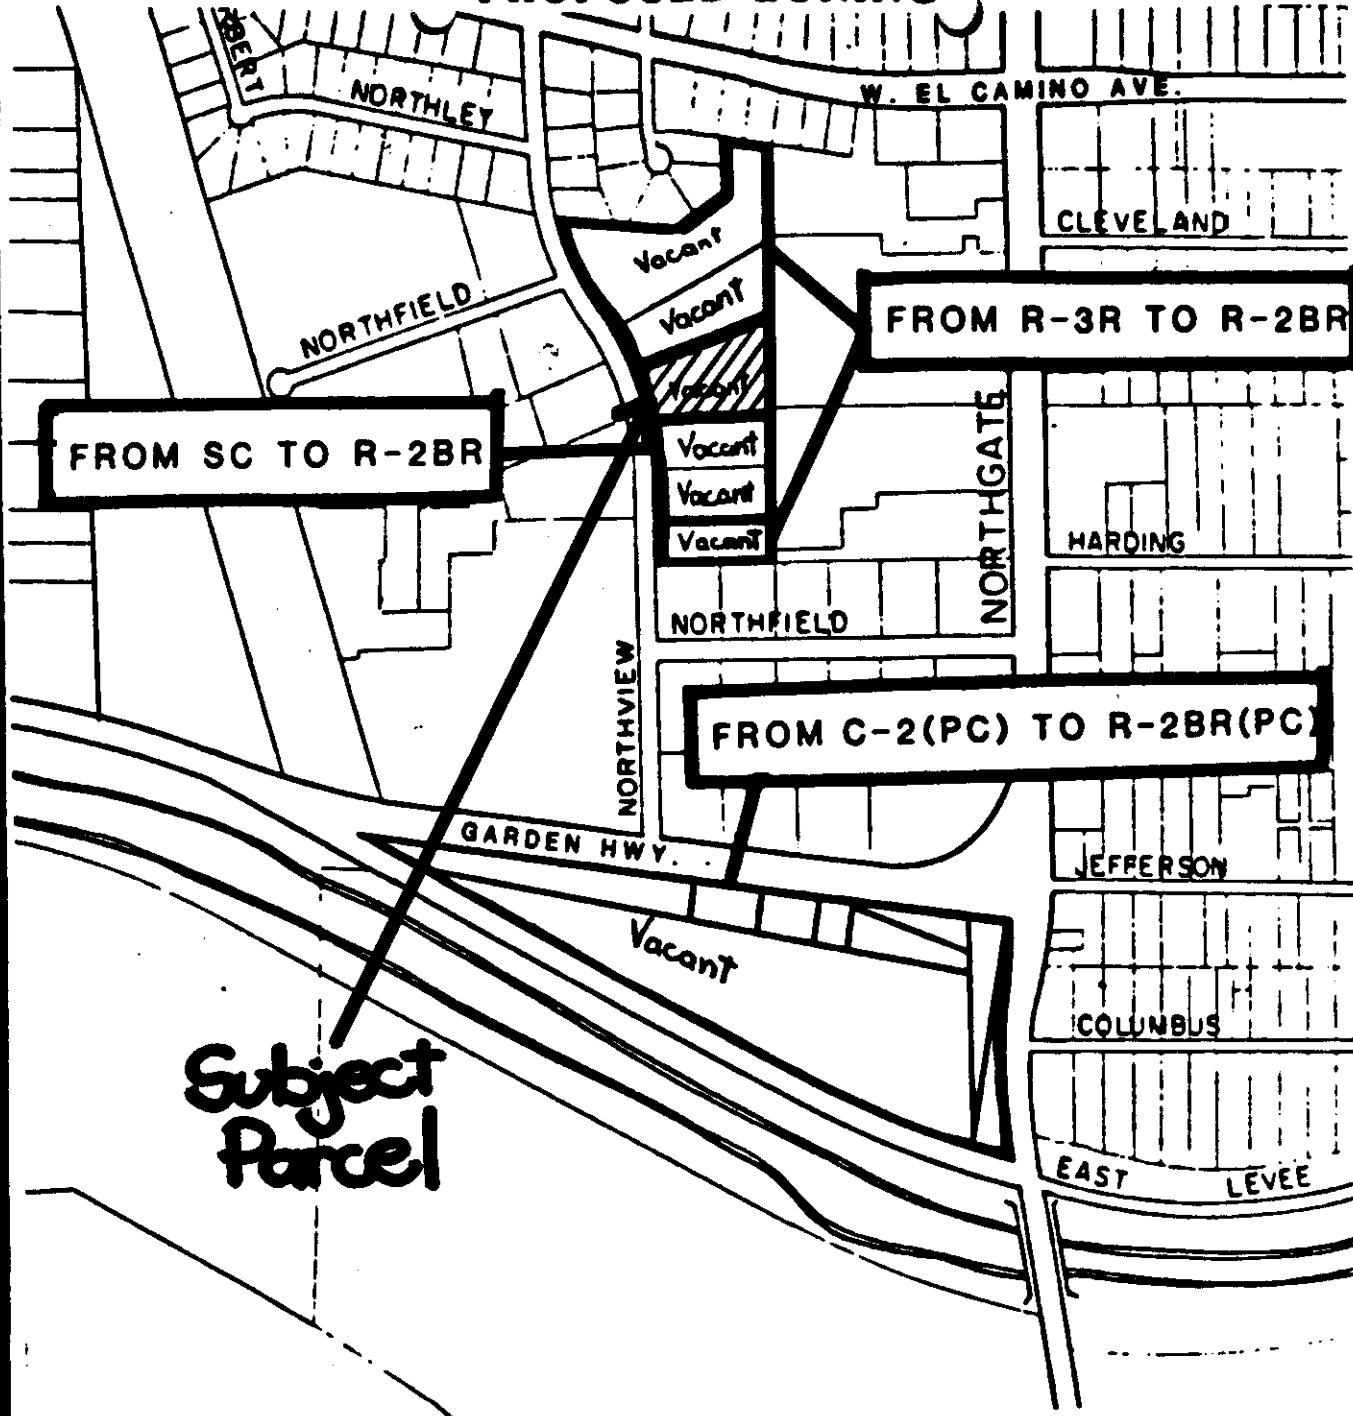 NORTHLEY
W. EL CAMINO AVE.
CLEVELAND
Vacant
Vacant
NORTHFIELD
FROM R-3R TO R-2BR
Vacant
FROM SC TO R-2BR
Vacant
Vacant
Vacant
NORTHGATE
HARDING
NORTHFIELD
NORTHVIEW
FROM C-2(PC) TO R-2BR(PC)
GARDEN HWY.
JEFFERSON
Vacant
COLUMBUS
Subject
Parcel
EAST LEVEE